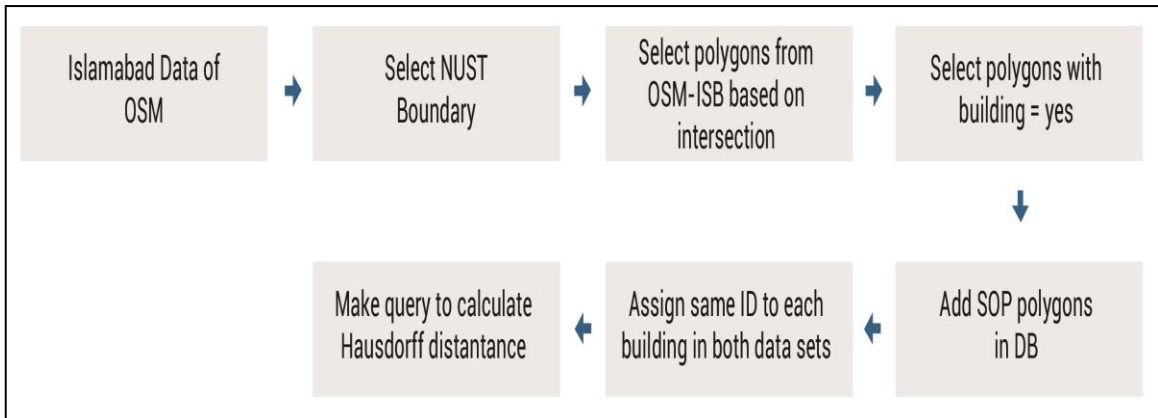 Islamabad Data of
OSM
Select NUST
Boundary
Select polygons from
OSM-ISB based on
intersection
Select polygons with
building = yes
Add SOP polygons
in DB
Assign same ID to each
building in both data sets
Make query to calculate
Hausdorff distantance